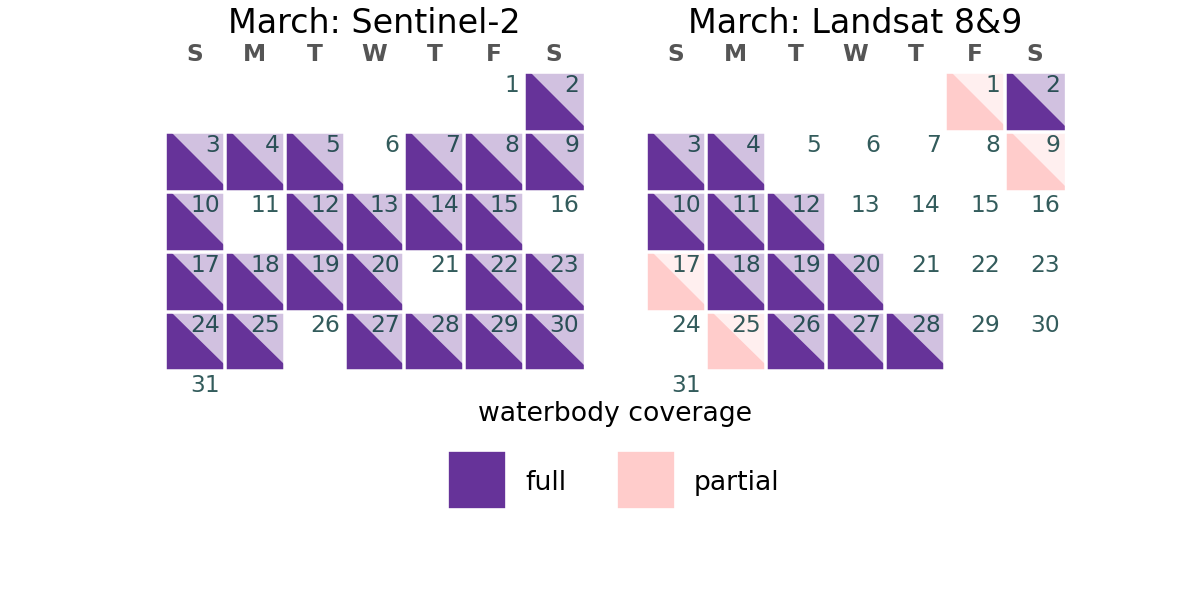 March: Sentinel-2
S M T W T F S
1 2
3 4 5 6 7 8 9
10 11 12 13 14 15 16
17 18 19 20 21 22 23
24 25 26 27 28 29 30
31
March: Landsat 8&9
S M T W T F S
1 2
3 4 5 6 7 8 9
10 11 12 13 14 15 16
17 18 19 20 21 22 23
24 25 26 27 28 29 30
31
waterbody coverage
full partial